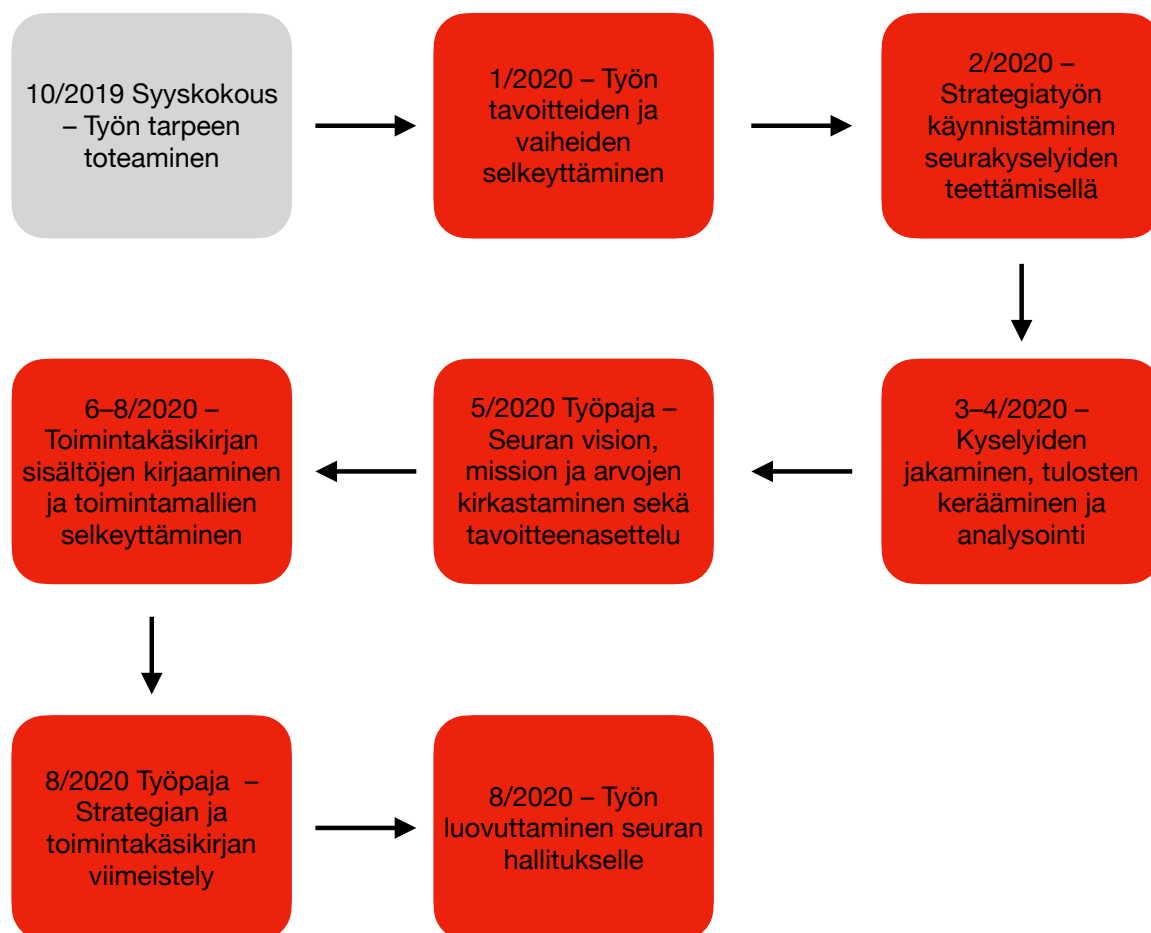 10/2019 Syyskokous
– Työn tarpeen
toteaminen
1/2020 – Työn
tavoitteiden ja
vaiheiden
selkeyttäminen
2/2020 –
Strategiatyön
käynnistäminen
seurakyselyiden
teettämisellä
3–4/2020 –
Kyselyiden
jakaminen, tulosten
kerääminen ja
analysointi
5/2020 Työpaja –
Seuran vision,
mission ja arvojen
kirkastaminen sekä
tavoitteenasettelu
6–8/2020 –
Toimintakäsikirjan
sisältöjen kirjaaminen
ja toimintamallien
selkeyttäminen
8/2020 Työpaja –
Strategian ja
toimintakäsikirjan
viimeistely
8/2020 – Työn
luovuttaminen seuran
hallitukselle